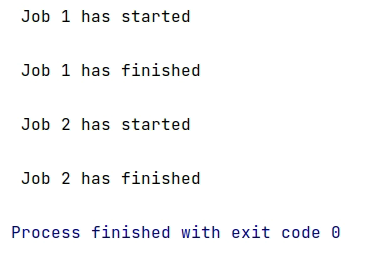 Job 1 has started
Job 1 has finished
Job 2 has started
Job 2 has finished
Process finished with exit code 0